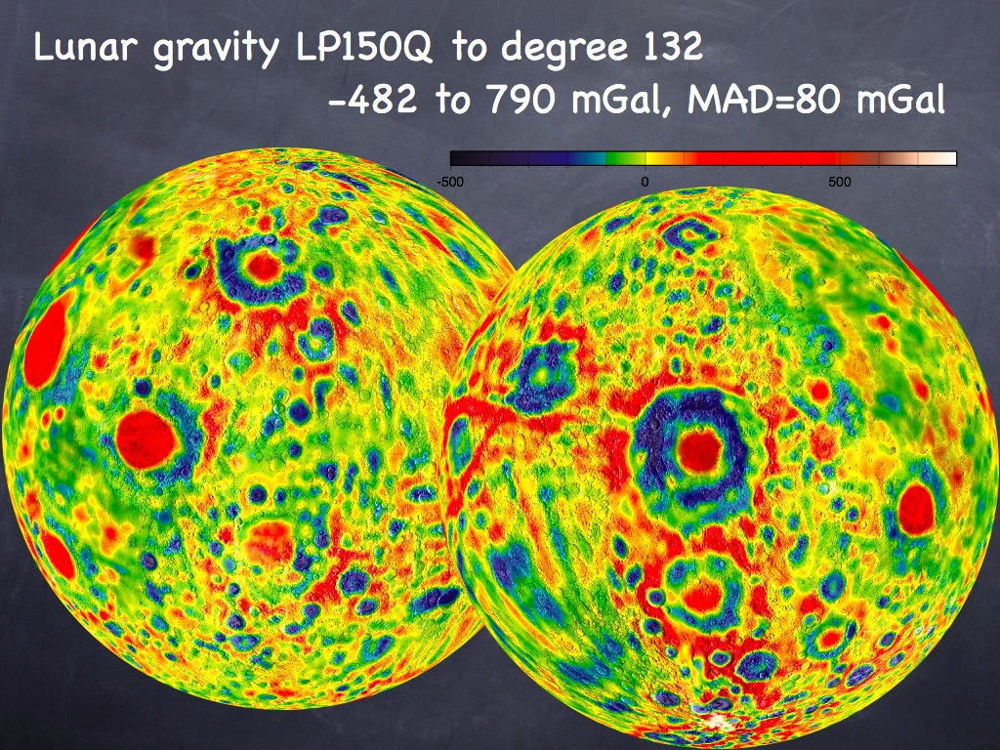 Lunar gravity LP150Q to degree 132
-482 to 790 mGal, MAD=80 mGal
-500 0 500